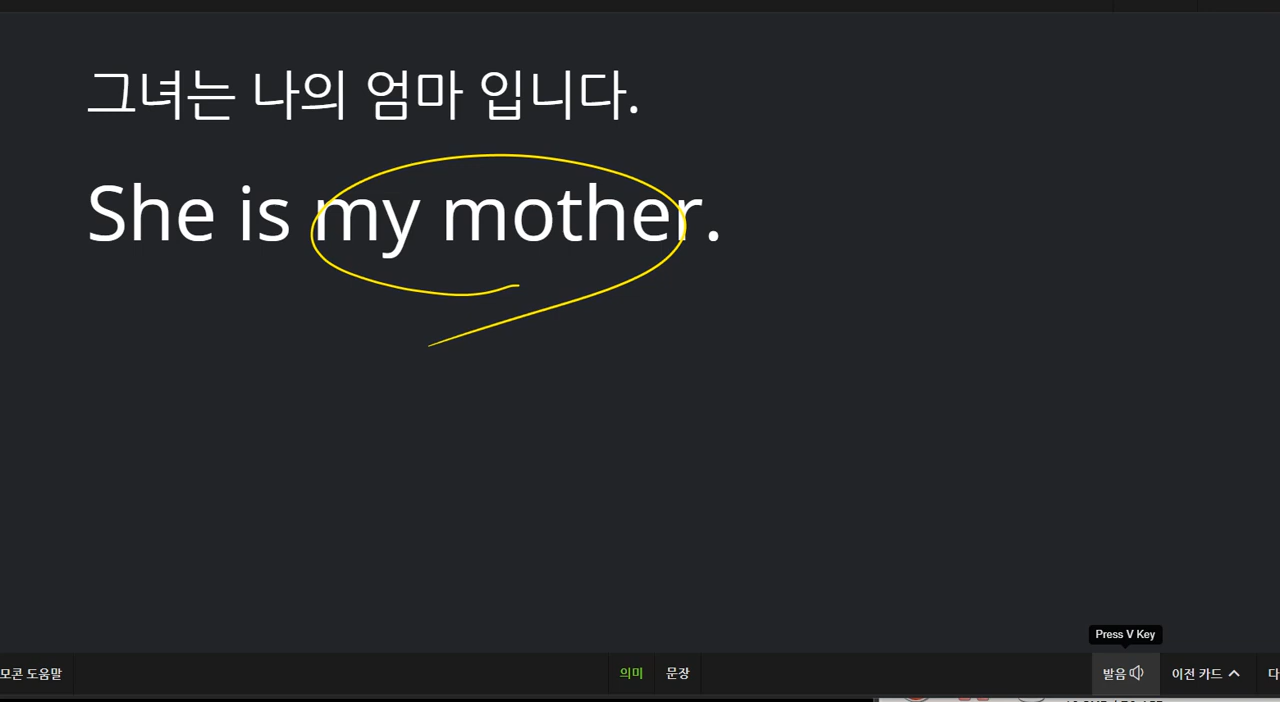 그녀는 나의 엄마 입니다.
She is my mother.
Press V Key
모콘 도움말
의미
문장
발음
이전 카드
다